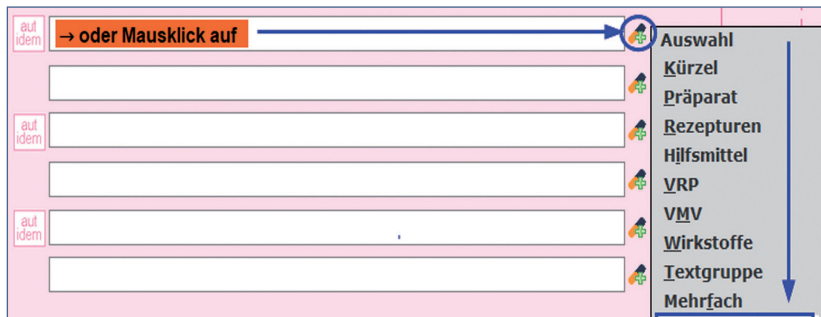 aut
idem
→ oder Mausklick auf
Auswahl
Kürzel
Präparat
aut
idem
Rezepturen
Hilfsmittel
VRP
VMV
aut
idem
Wirkstoffe
Textgruppe
Mehrfach